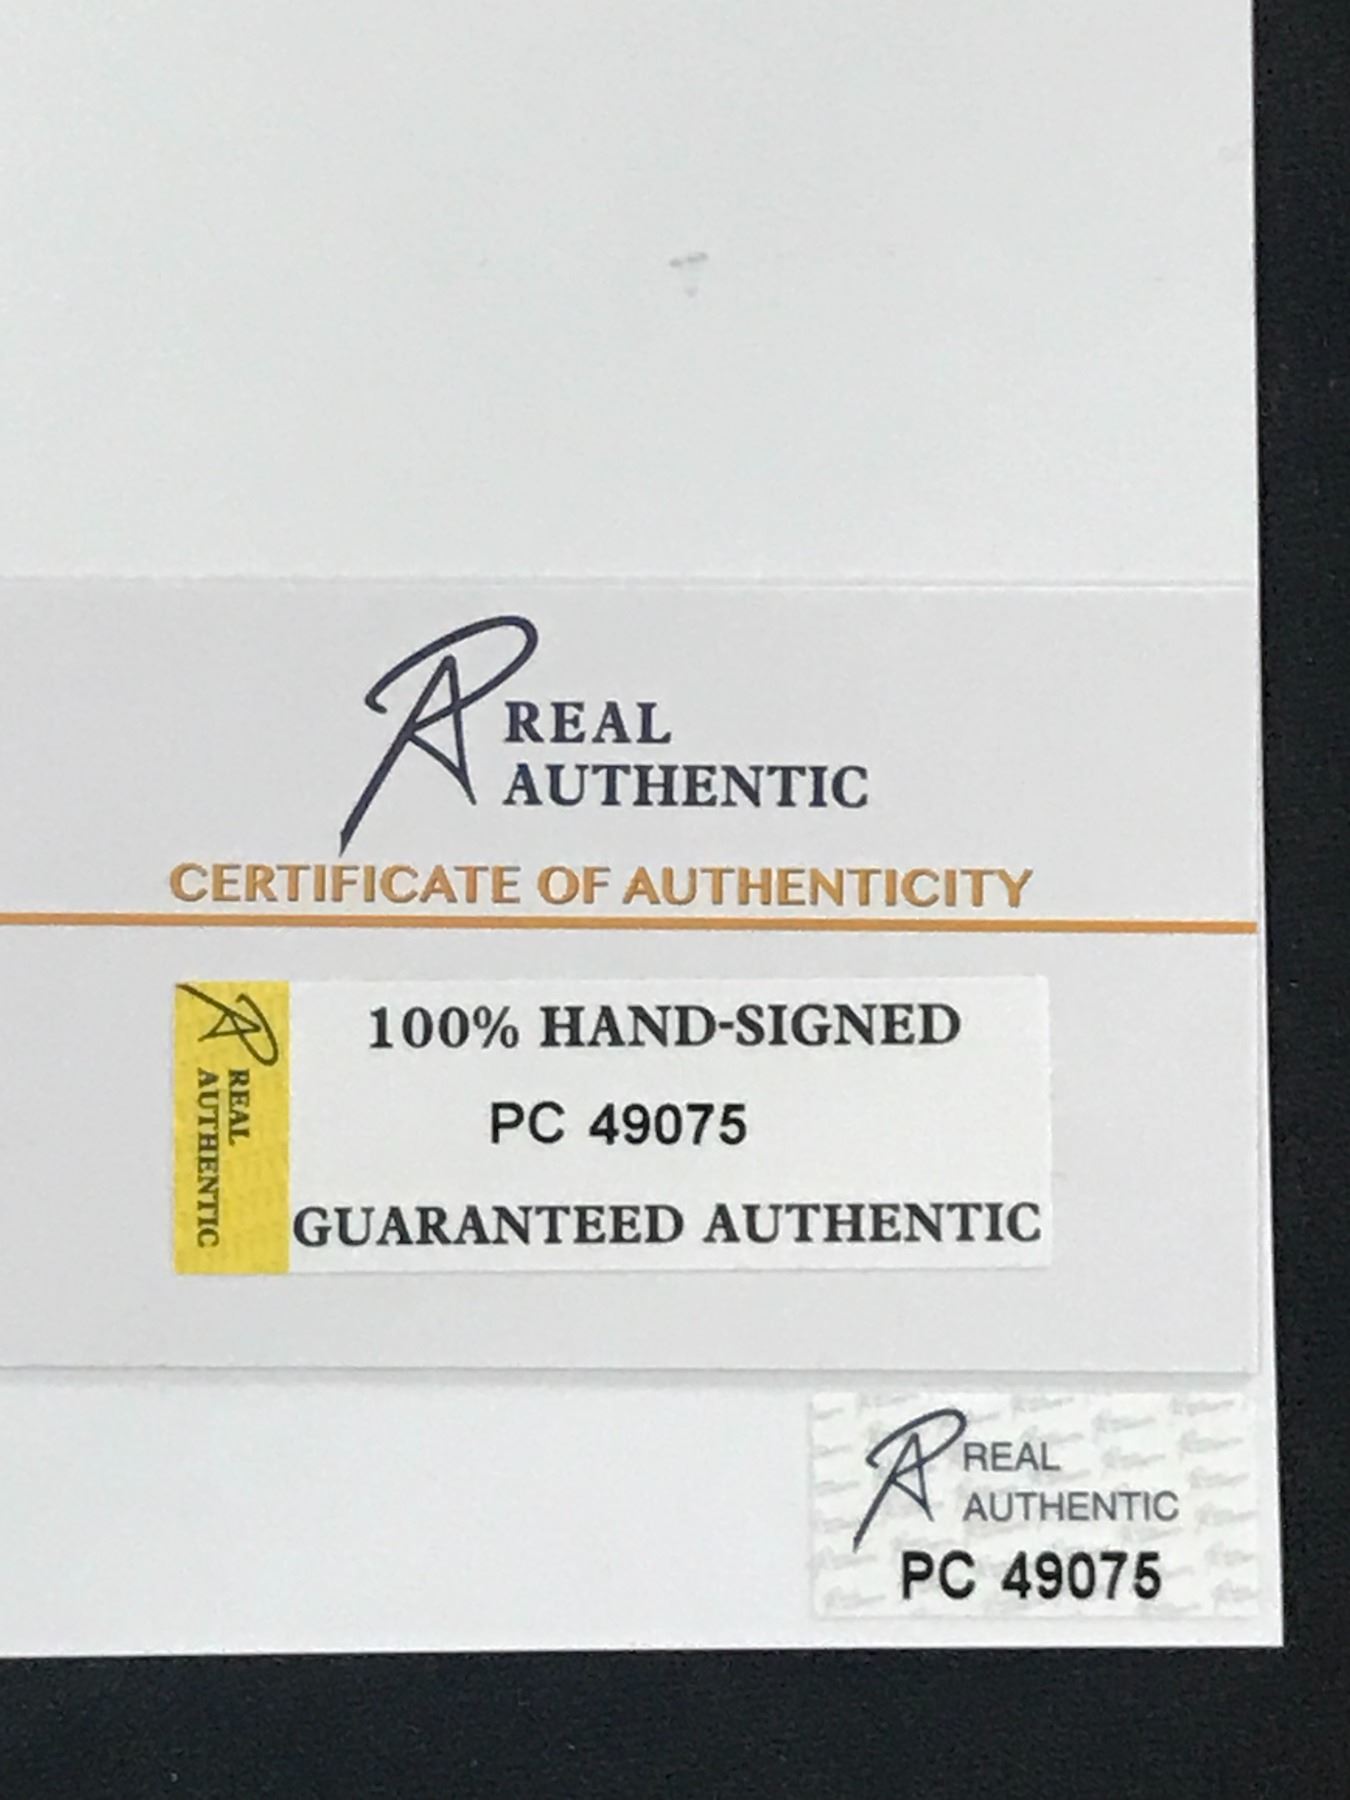 REAL
AUTHENTIC
CERTIFICATE OF AUTHENTICITY
REAL
AUTHENTIC
100% HAND-SIGNED
PC 49075
GUARANTEED AUTHENTIC
REAL
AUTHENTIC
PC 49075